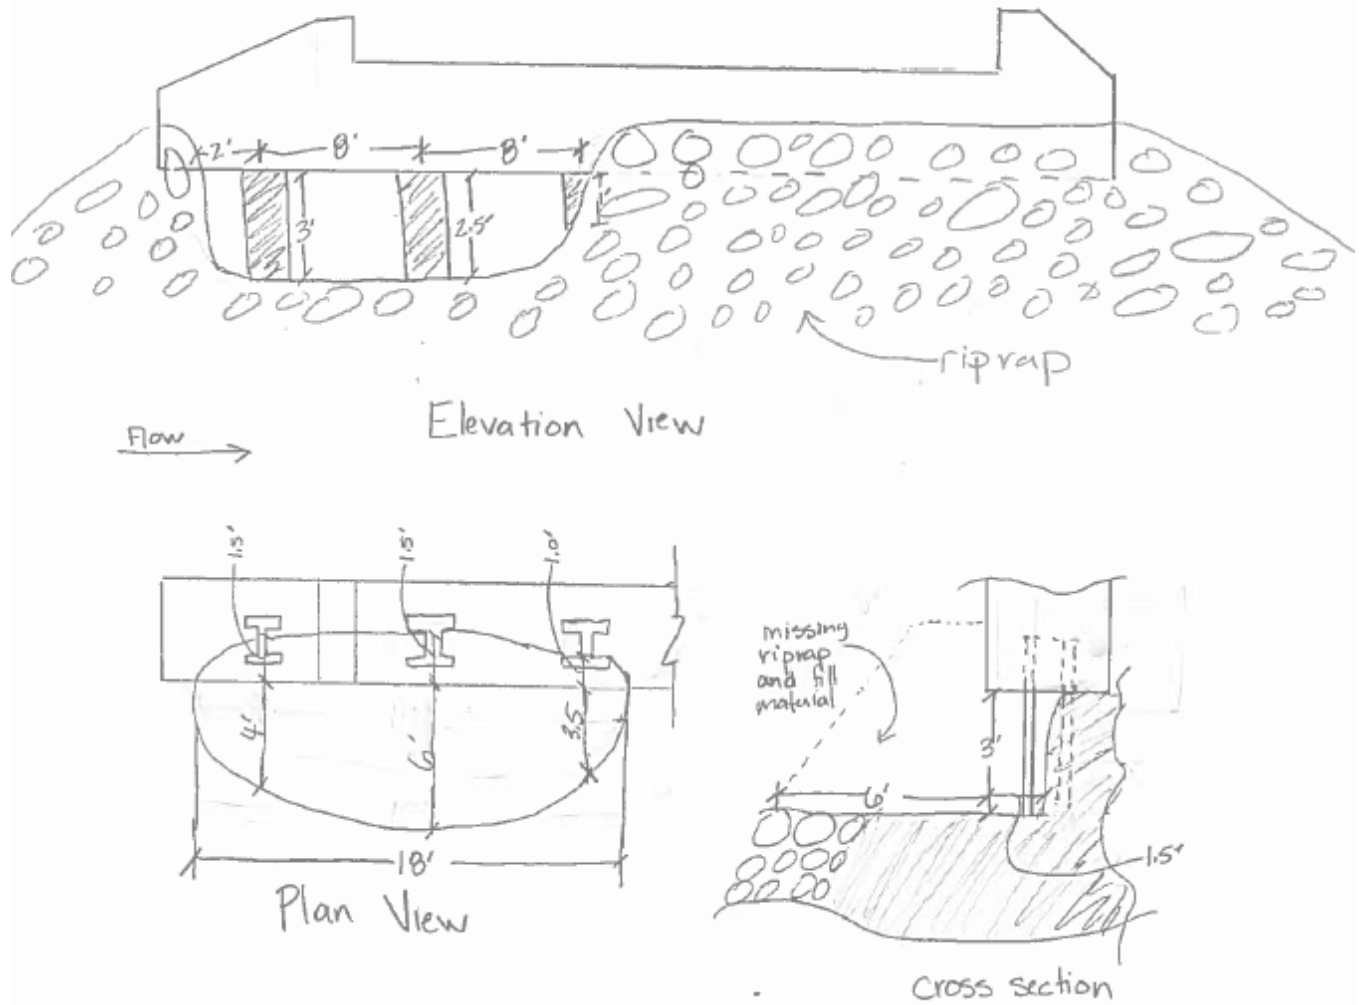 2'
8'
8'
3'
2.5'
1'
riprap
Elevation View
Flow
1.5'
1.5'
1.0'
4'
6'
3.5
18'
Plan View
missing
riprap
and fill
material
3'
6'
1.5'
Cross section